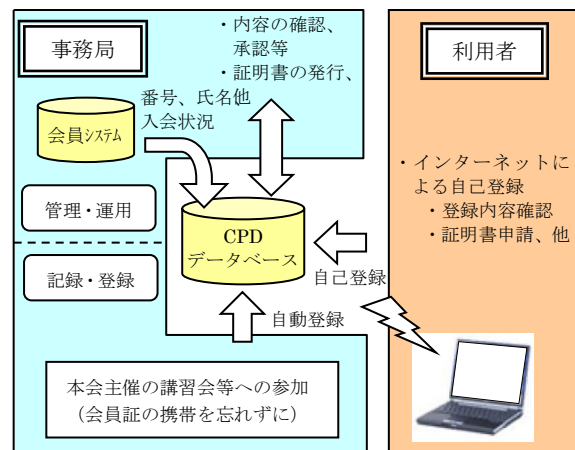 事務局
・内容の確認、
承認等
・証明書の発行、
番号、氏名他
入会状況
会員システム
管理・運用
記録・登録
CPD
データベース
自己登録
自動登録
本会主催の講習会等への参加
（会員証の携帯を忘れずに）
利用者
・インターネットに
よる自己登録
・登録内容確認
・証明書申請、他